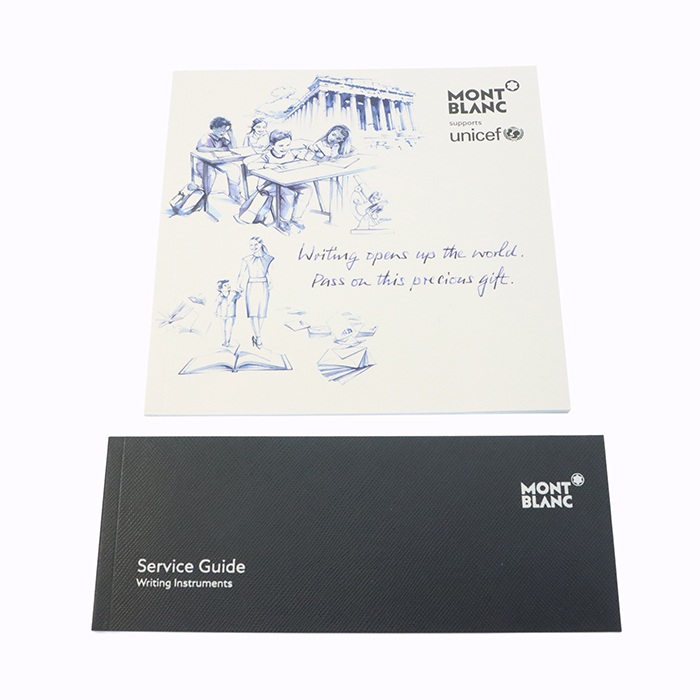 MONT
BLANC
supports
unicef
Writing opens up the world.
Pass on this precious gift.
MONT
BLANC
Service Guide
Writing Instruments